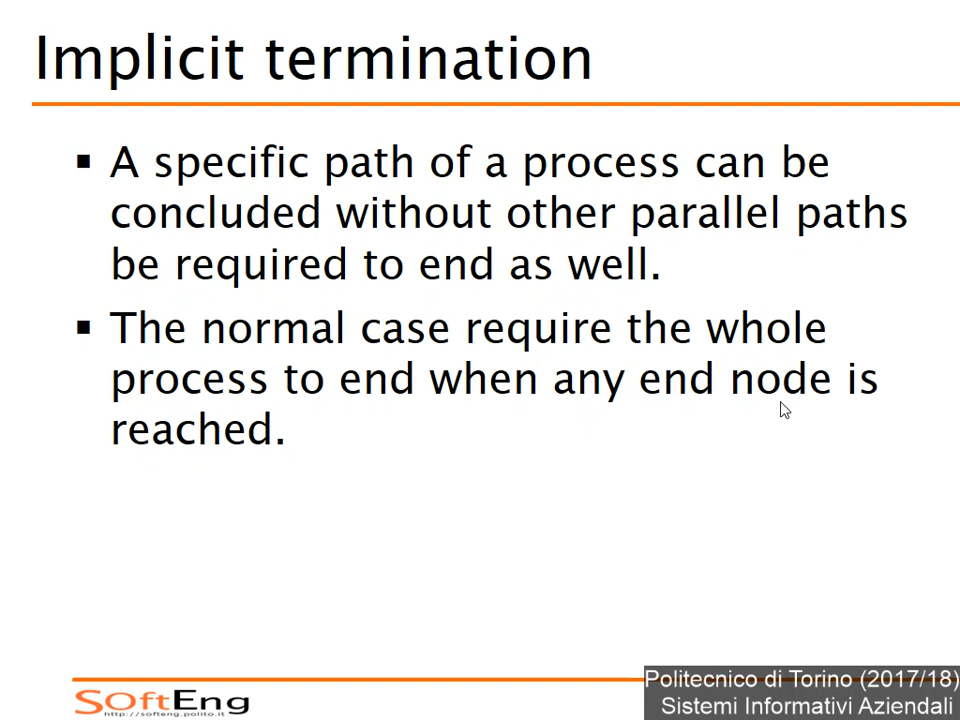 Implicit termination
▪ A specific path of a process can be
concluded without other parallel paths
be required to end as well.
▪ The normal case require the whole
process to end when any end node is
reached.
SOftEng
http://softeng.polito.it
Politecnico di Torino (2017/18)
Sistemi Informativi Aziendali